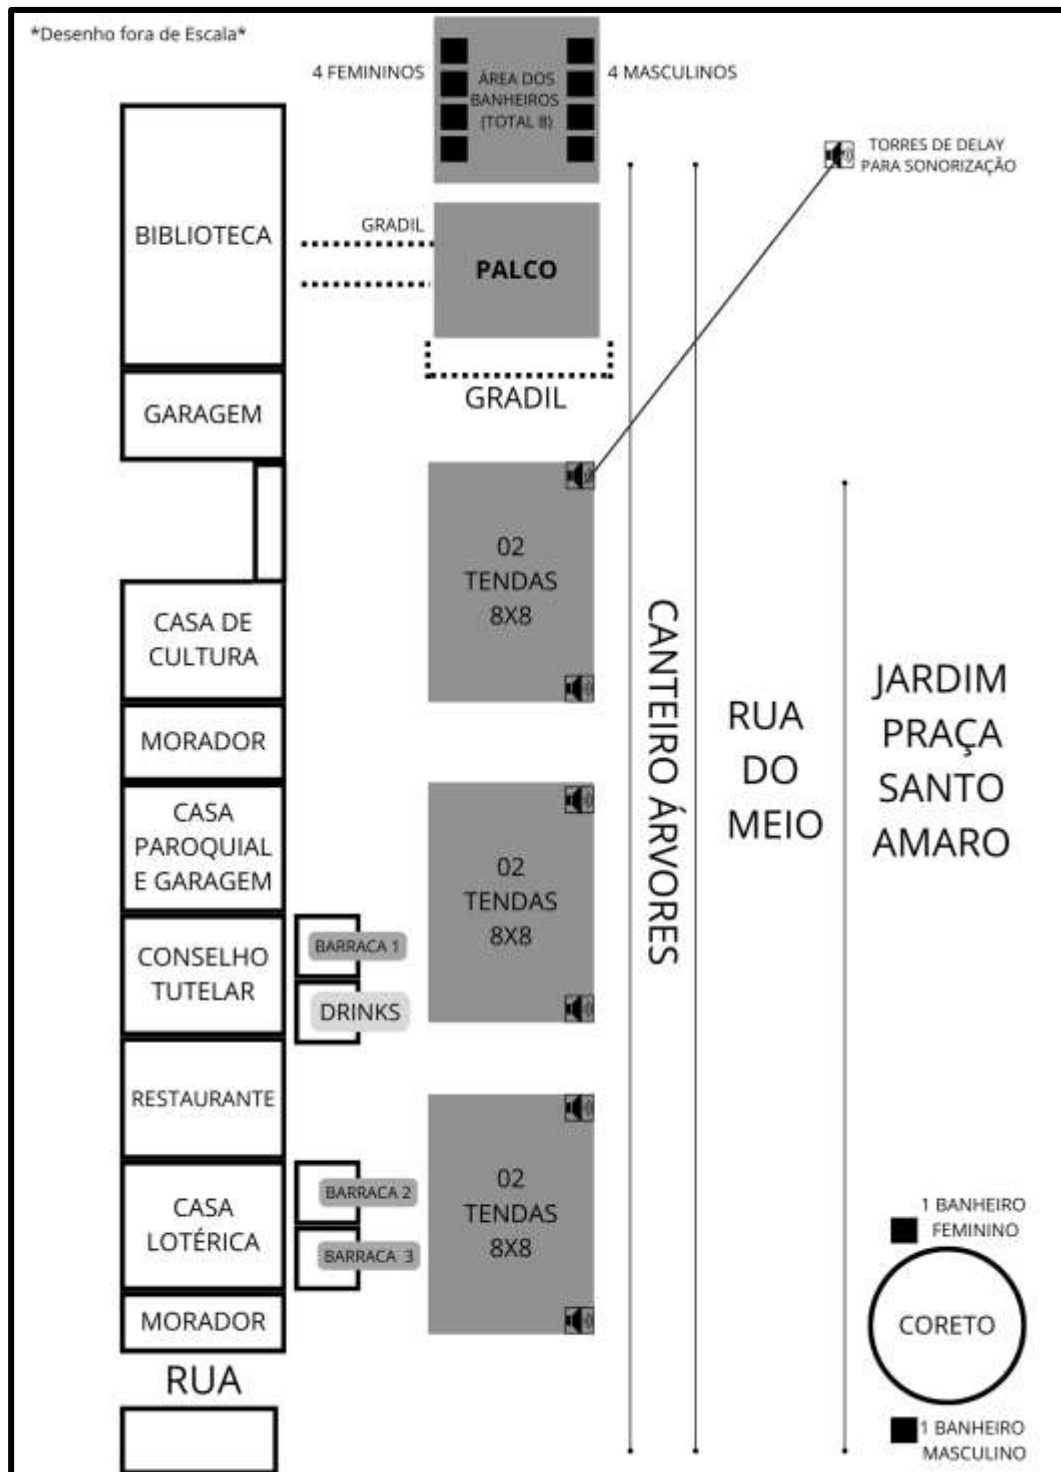 *Desenho fora de Escala*
4 FEMININOS
ÁREA DOS
BANHEIROS
(TOTAL 8)
4 MASCULINOS
TORRES DE DELAY
PARA SONORIZAÇÃO
BIBLIOTECA
GRADIL
PALCO
GRADIL
GARAGEM
02
TENDAS
8X8
CASA DE
CULTURA
MORADOR
CASA
PAROQUIAL
E GARAGEM
02
TENDAS
8X8
CANTEIRO ÁRVORES
RUA
DO
MEIO
JARDIM
PRAÇA
SANTO
AMARO
CONSELHO
TUTELAR
BARRACA 1
DRINKS
RESTAURANTE
CASA
LOTÉRICA
BARRACA 2
BARRACA 3
02
TENDAS
8X8
MORADOR
RUA
1 BANHEIRO
FEMININO
CORETO
1 BANHEIRO
MASCULINO